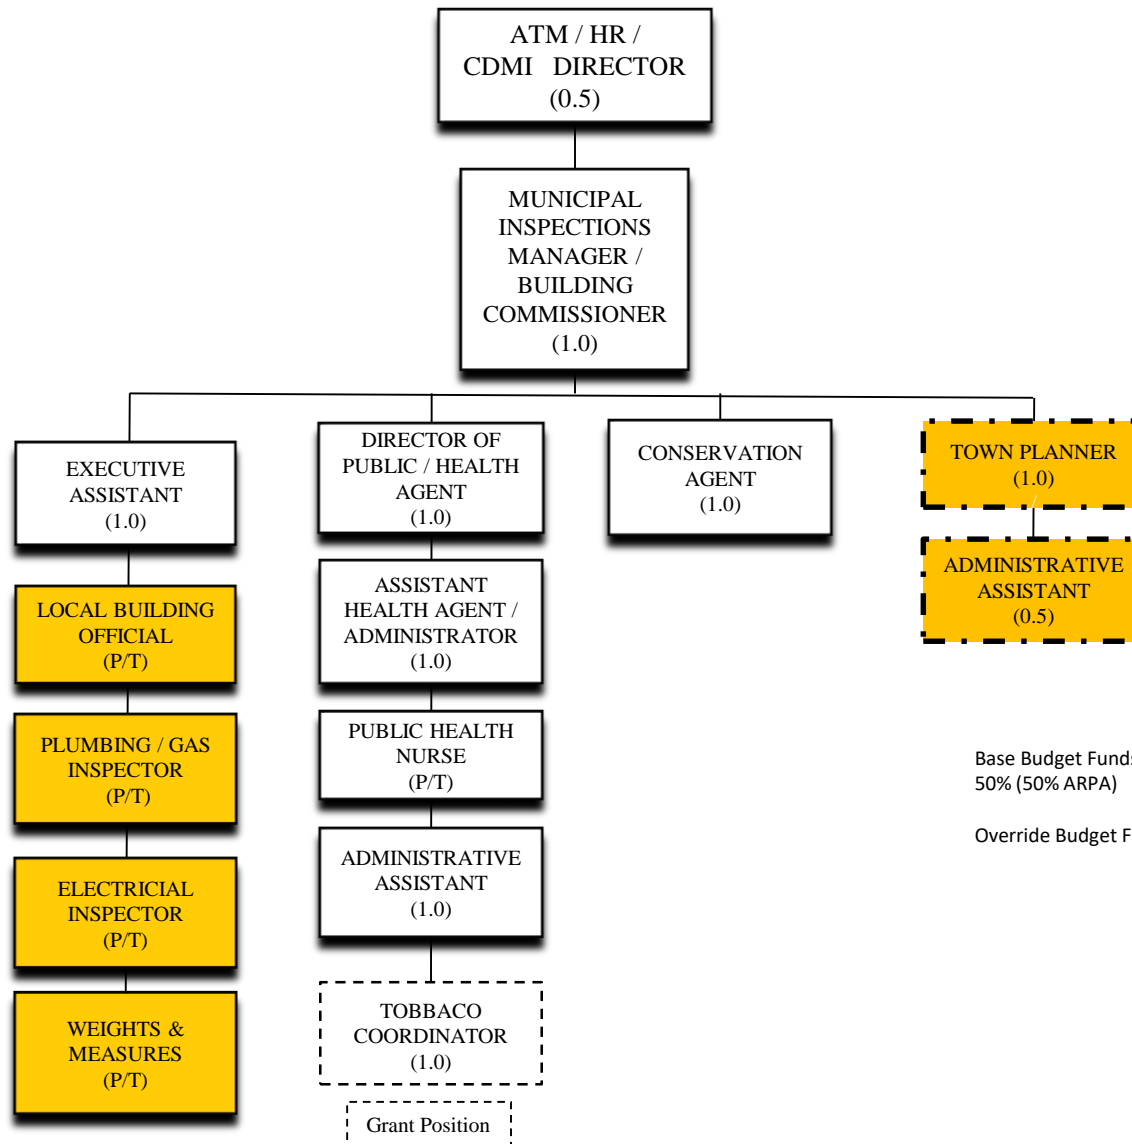 ATM / HR /
CDMI DIRECTOR
(0.5)
MUNICIPAL
INSPECTIONS
MANAGER /
BUILDING
COMMISSIONER
(1.0)
EXECUTIVE
ASSISTANT
(1.0)
LOCAL BUILDING
OFFICIAL
(P/T)
PLUMBING / GAS
INSPECTOR
(P/T)
ELECTRICIAL
INSPECTOR
(P/T)
WEIGHTS &
MEASURES
(P/T)
DIRECTOR OF
PUBLIC / HEALTH
AGENT
(1.0)
ASSISTANT
HEALTH AGENT /
ADMINISTRATOR
(1.0)
PUBLIC HEALTH
NURSE
(P/T)
ADMINISTRATIVE
ASSISTANT
(1.0)
TOBBACO
COORDINATOR
(1.0)
Grant Position
CONSERVATION
AGENT
(1.0)
TOWN PLANNER
(1.0)
/
ADMINISTRATIVE
ASSISTANT
(0.5)
Base Budget Funds
50% (50% ARPA)
Override Budget F